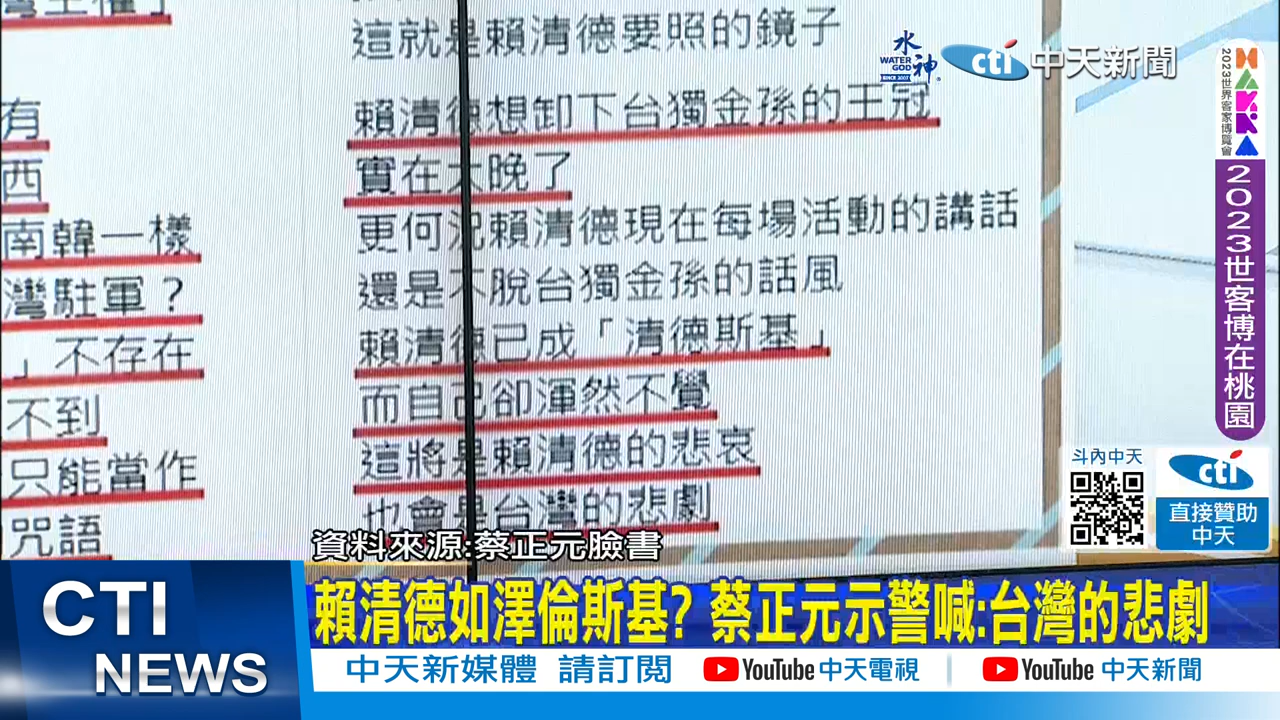 有
西
南韓一樣
灣駐軍?
」不存在
不到
只能當作
咒語
這就是賴清德要照的鏡子
賴清德想卸下台獨金孫的王冠
實在太晚了
更何況賴清德現在每場活動的講話
還是不脫台獨金孫的話風
賴清德已成「清德斯基」
而自己卻渾然不覺
這將是賴清德的悲哀
也會是台灣的悲劇
水神
WATER GOD
SINCE 2007
cti 中天新聞
HAKKA
2023世界客家博覽會
2023世客博在桃園
斗內中天
cti
直接贊助
中天
資料來源:蔡正元臉書
CTI
NEWS
賴清德如澤倫斯基? 蔡正元示警喊:台灣的悲劇
中天新媒體 請訂閱 YouTube 中天電視 YouTube 中天新聞